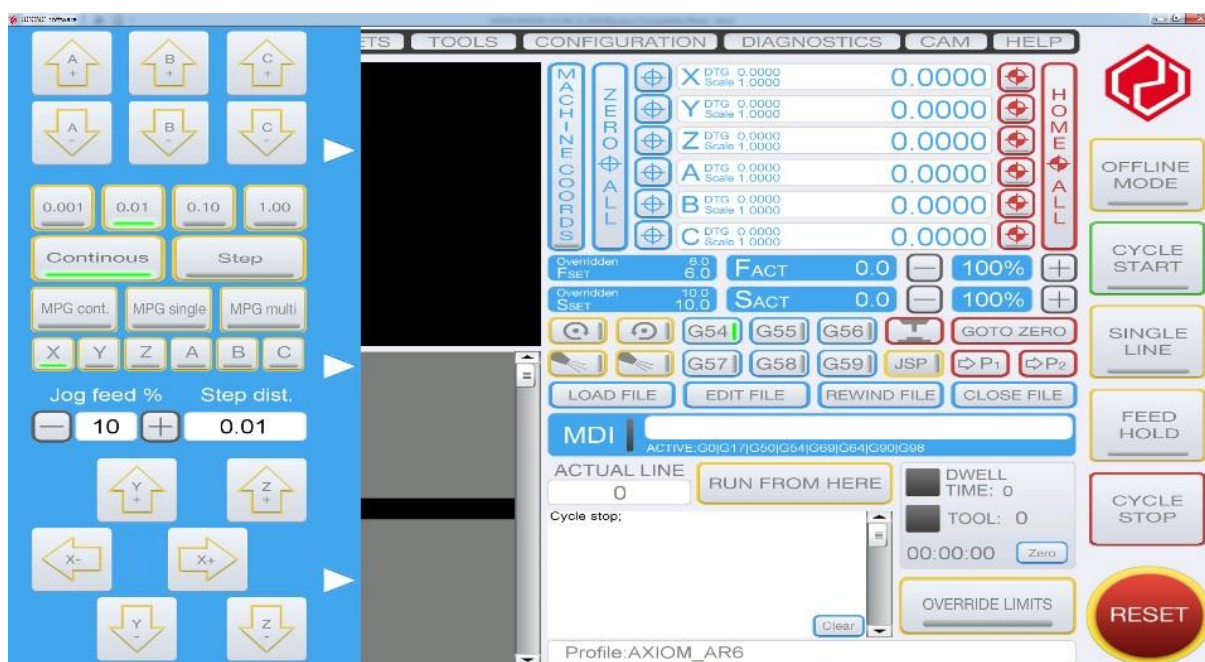 UCCNC software
A
+
B
+
C
+
A
-
B
-
C
-
0.001 0.01 0.10 1.00
Continous Step
MPG cont. MPG single MPG multi
X Y Z A B C
Jog feed % Step dist.
10 0.01
Y
+
Z
+
X- X+
Y
-
Z
-
ETS TOOLS CONFIGURATION DIAGNOSTICS CAM HELP
MACHINE COORDS
ZERO ALL
X DTG 0.0000 Scale 1.0000 0.0000
Y DTG 0.0000 Scale 1.0000 0.0000
Z DTG 0.0000 Scale 1.0000 0.0000
A DTG 0.0000 Scale 1.0000 0.0000
B DTG 0.0000 Scale 1.0000 0.0000
C DTG 0.0000 Scale 1.0000 0.0000
HOME ALL
Overridden 6.0
FSET 6.0 FACT 0.0 100%
Overridden 10.0
SSET 10.0 SACT 0.0 100%
G54 G55 G56 GOTO ZERO
G57 G58 G59 JSP P1 P2
LOAD FILE EDIT FILE REWIND FILE CLOSE FILE
MDI
ACTIVE:G0|G17|G50|G54|G69|G64|G90|G98
ACTUAL LINE
0
RUN FROM HERE
DWELL
TIME: 0
TOOL: 0
00:00:00 Zero
Cycle stop;
Clear
OVERRIDE LIMITS
Profile:AXIOM_AR6
OFFLINE
MODE
CYCLE
START
SINGLE
LINE
FEED
HOLD
CYCLE
STOP
RESET